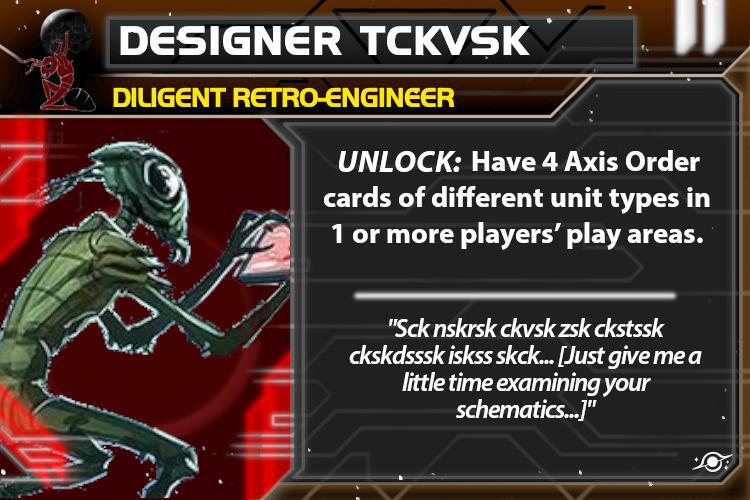 DESIGNER TCKVSK
DILIGENT RETRO-ENGINEER
UNLOCK: Have 4 Axis Order
cards of different unit types in
1 or more players’ play areas.
"Sck nskrsk ckvsk zsk ckstssk
ckskdsssk iskss skck... [Just give me a
little time examining your
schematics...]"